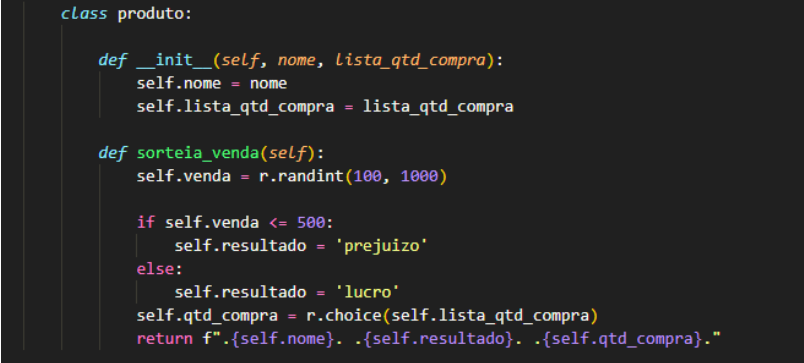 class produto:
def __init__(self, nome, lista_qtd_compra):
self.nome = nome
self.lista_qtd_compra = lista_qtd_compra
def sorteia_venda(self):
self.venda = r.randint(100, 1000)
if self.venda <= 500:
self.resultado = 'prejuizo'
else:
self.resultado = 'lucro'
self.qtd_compra = r.choice(self.lista_qtd_compra)
return f".{self.nome}. .{self.resultado}. .{self.qtd_compra}."